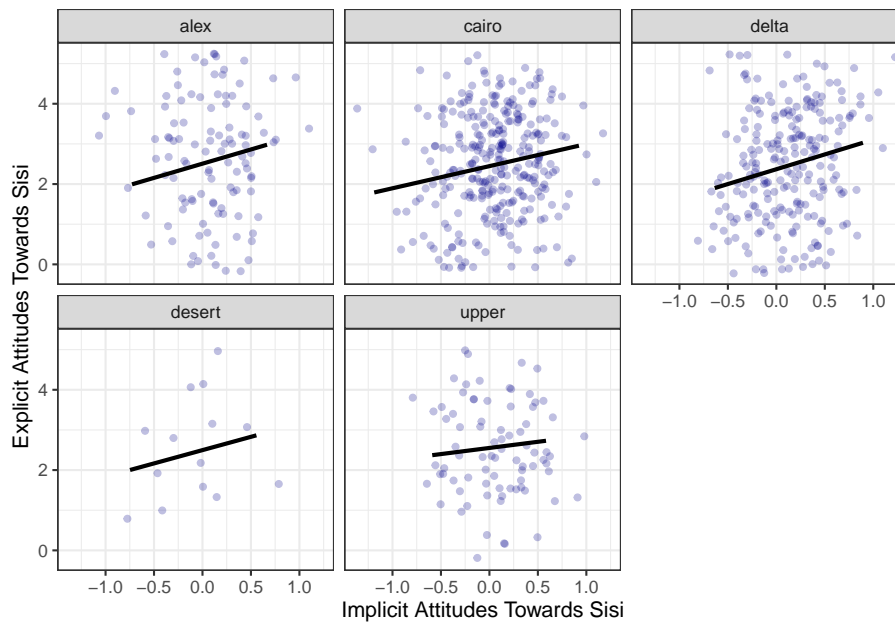 alex
cairo
delta
4
2
0
−1.0 −0.5 0.0 0.5 1.0
desert
upper
4
2
0
−1.0 −0.5 0.0 0.5 1.0
−1.0 −0.5 0.0 0.5 1.0
Implicit Attitudes Towards Sisi
Explicit Attitudes Towards Sisi